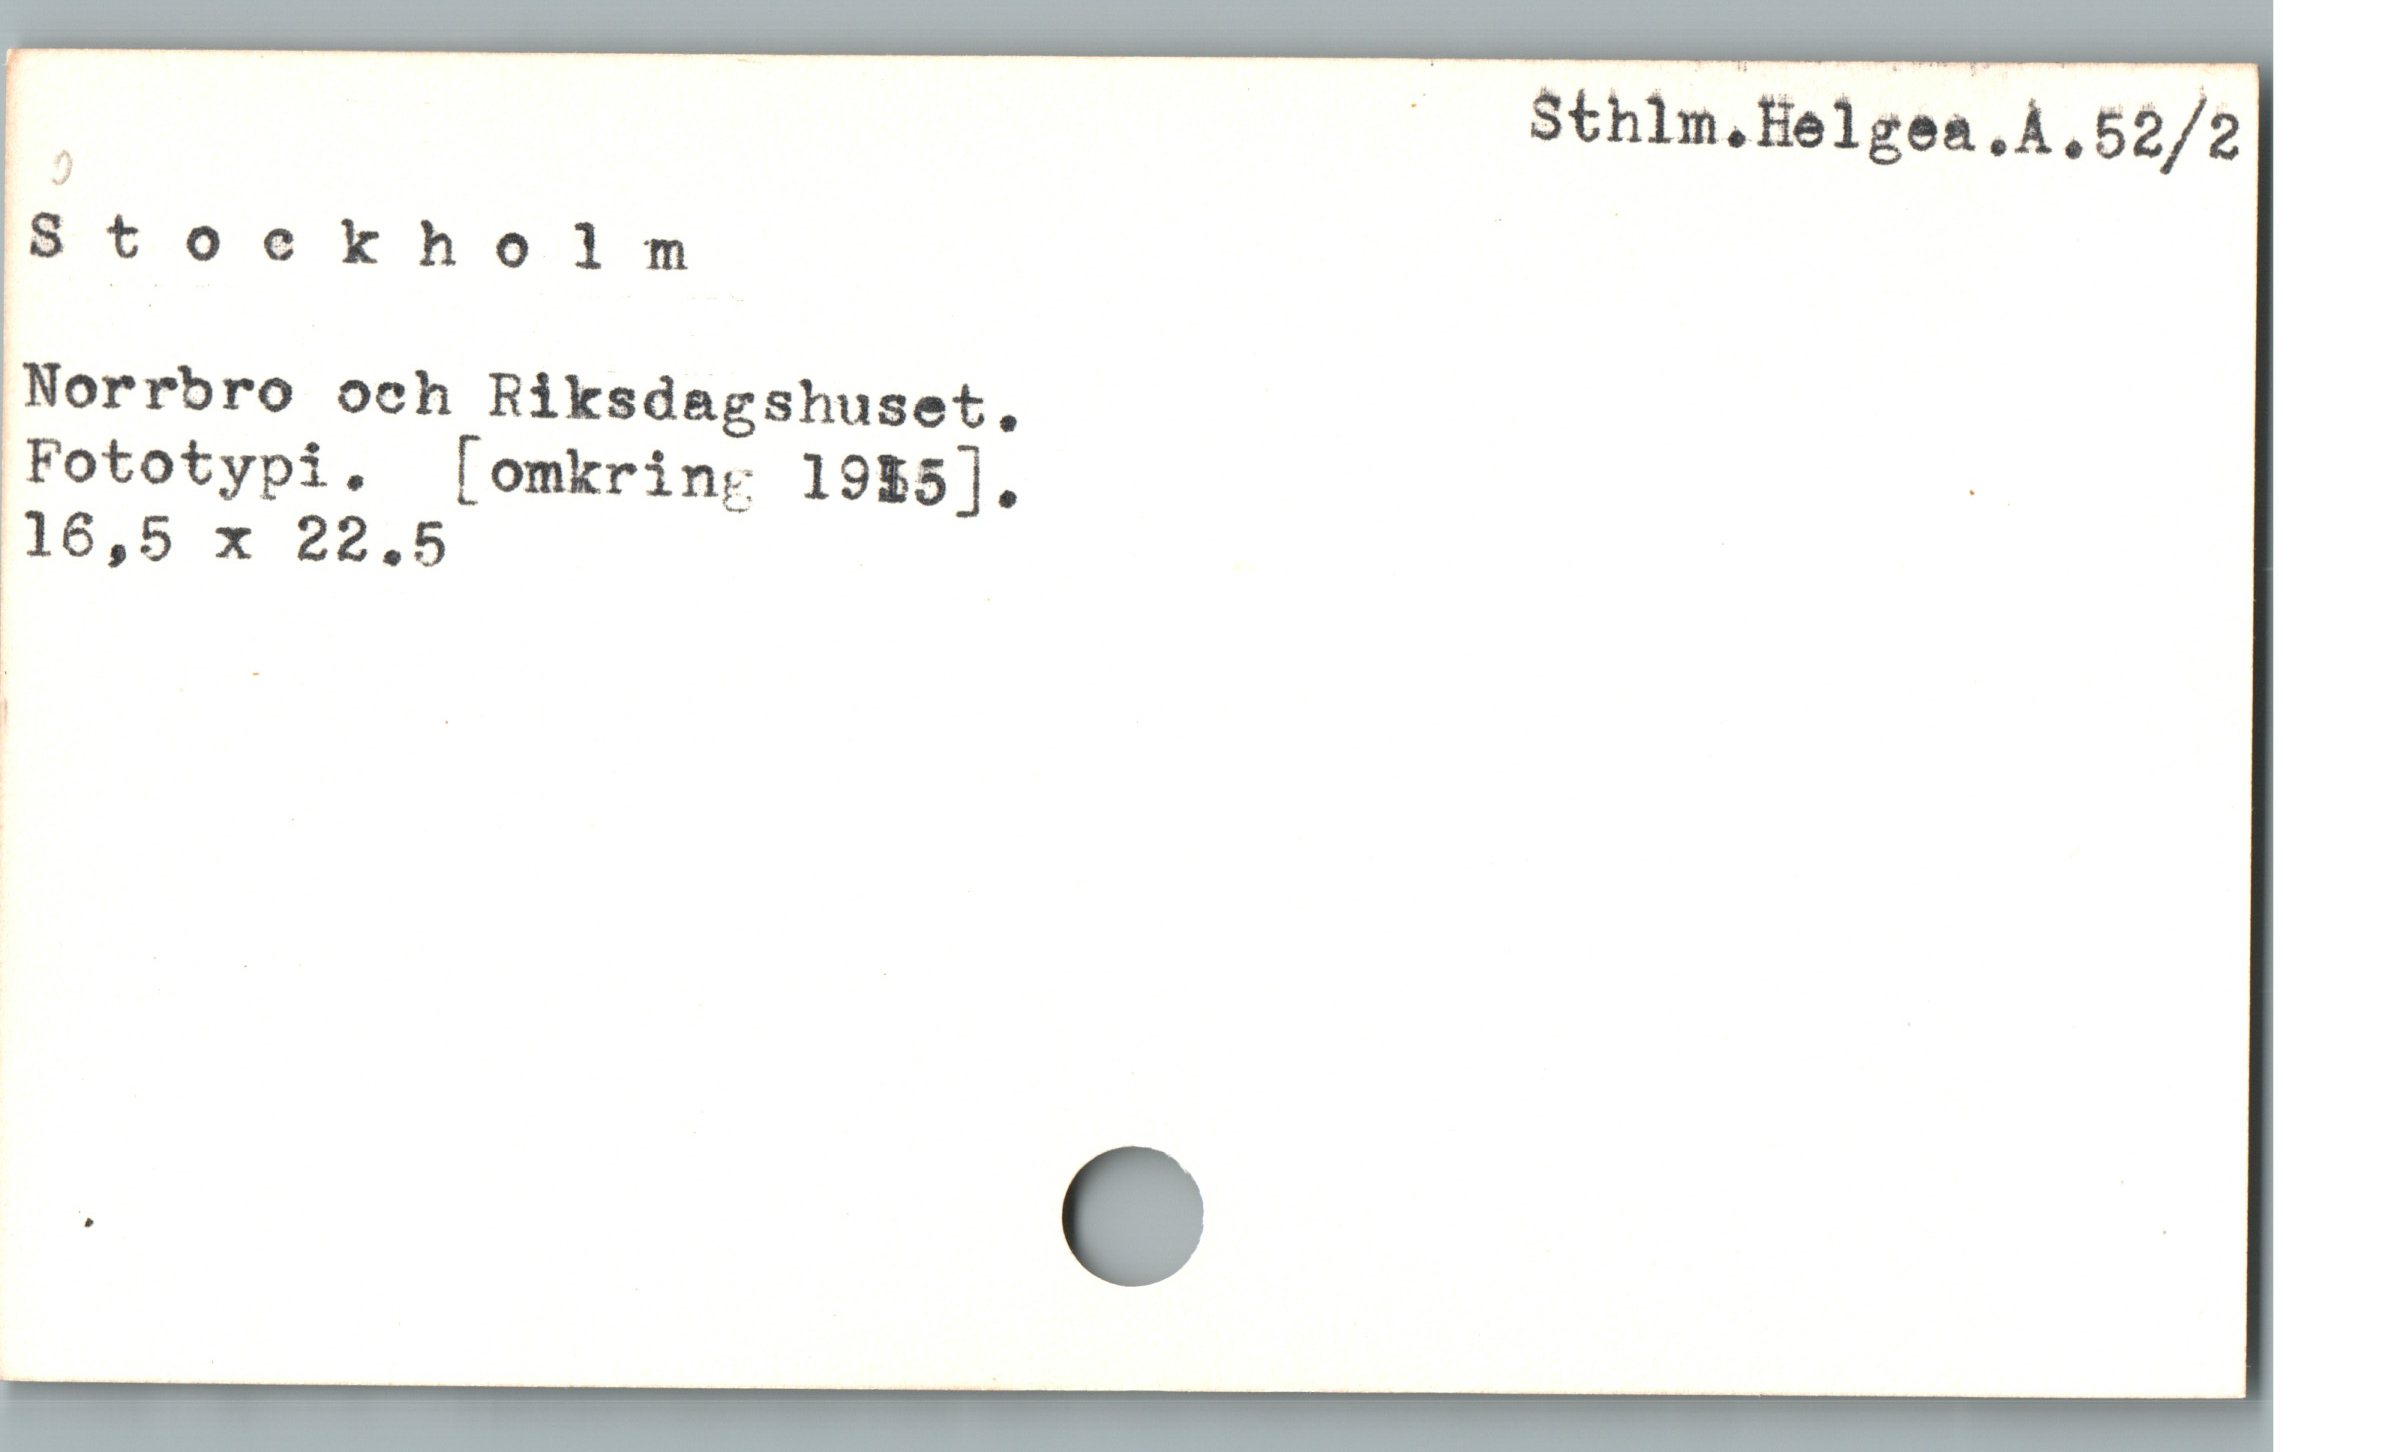 Sthlm.Helgea.A.52/2
S t o c k h o l m
Norrbro och Riksdagshuset.
Fototypi. [omkring 1915].
16,5 x 22.5